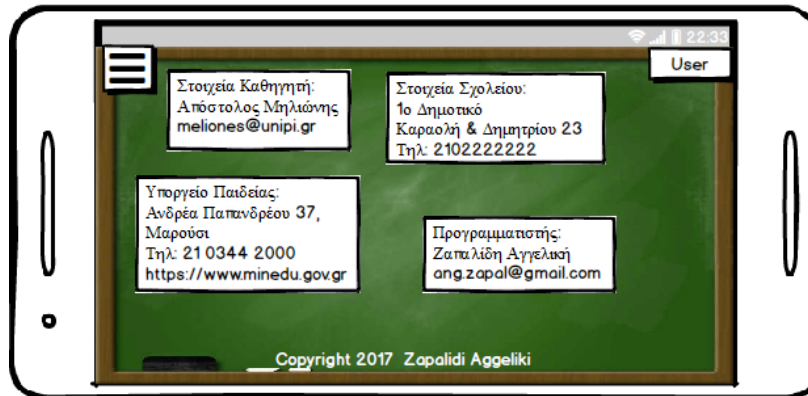 22:33
User
Στοιχεία Καθηγητή:
Απόστολος Μηλιώνης
meliones@unipi.gr
Στοιχεία Σχολείου:
1ο Δημοτικό
Καραολή & Δημητρίου 23
Τηλ: 2102222222
Υπουργείο Παιδείας:
Ανδρέα Παπανδρέου 37,
Μαρούσι
Τηλ: 21 0344 2000
https://www.minedu.gov.gr
Προγραμματιστής:
Ζαπαλίδη Αγγελική
ang.zapal@gmail.com
Copyright 2017 Zapalidi Aggeliki